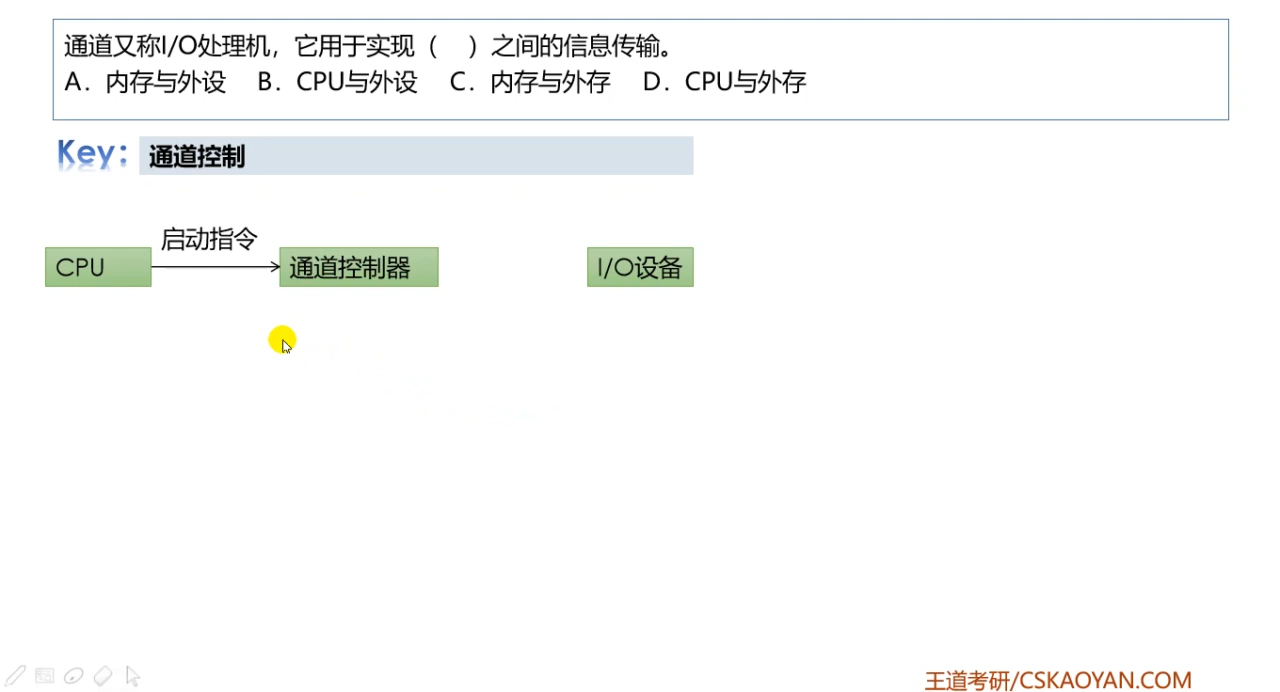 通道又称I/O处理机，它用于实现（    ）之间的信息传输。
A．内存与外设    B．CPU与外设    C．内存与外存    D．CPU与外存
Key： 通道控制
启动指令
CPU    通道控制器    I/O设备
王道考研/CSKAOYAN.COM